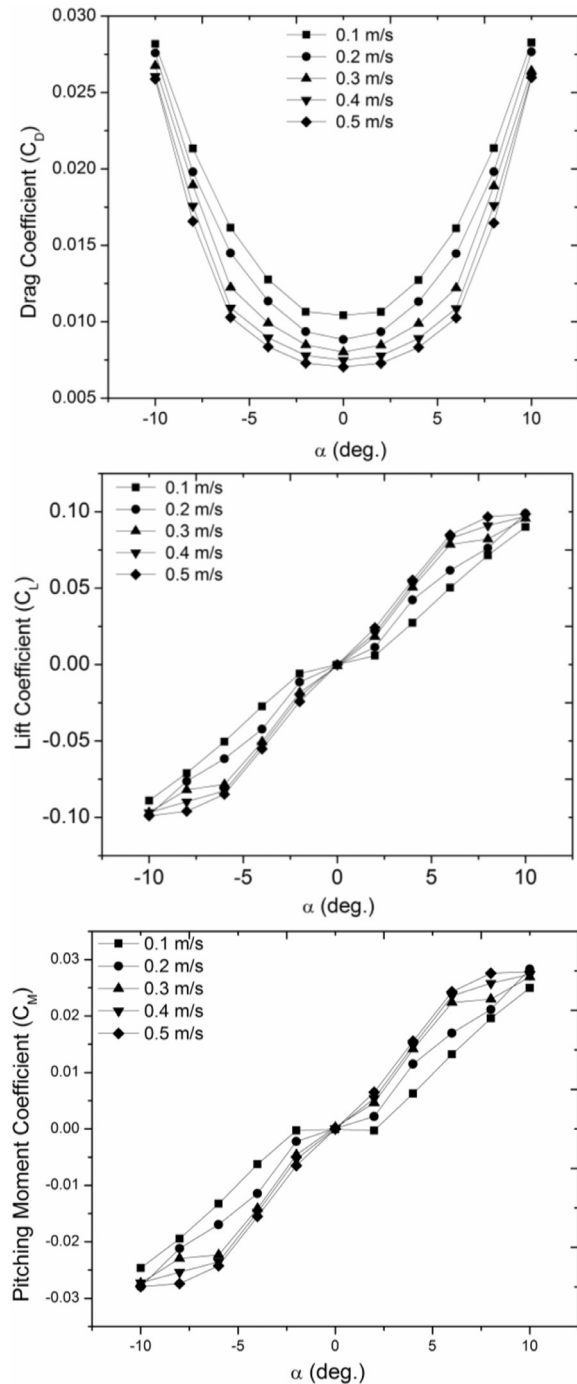 0.030
0.025
0.020
0.015
0.010
0.005
Drag Coefficient (C_D)
0.1 m/s
0.2 m/s
0.3 m/s
0.4 m/s
0.5 m/s
-10 -5 0 5 10
α (deg.)
0.10
0.05
0.00
-0.05
-0.10
Lift Coefficient (C_L)
0.1 m/s
0.2 m/s
0.3 m/s
0.4 m/s
0.5 m/s
-10 -5 0 5 10
α (deg.)
0.03
0.02
0.01
0.00
-0.01
-0.02
-0.03
Pitching Moment Coefficient (C_M)
0.1 m/s
0.2 m/s
0.3 m/s
0.4 m/s
0.5 m/s
-10 -5 0 5 10
α (deg.)